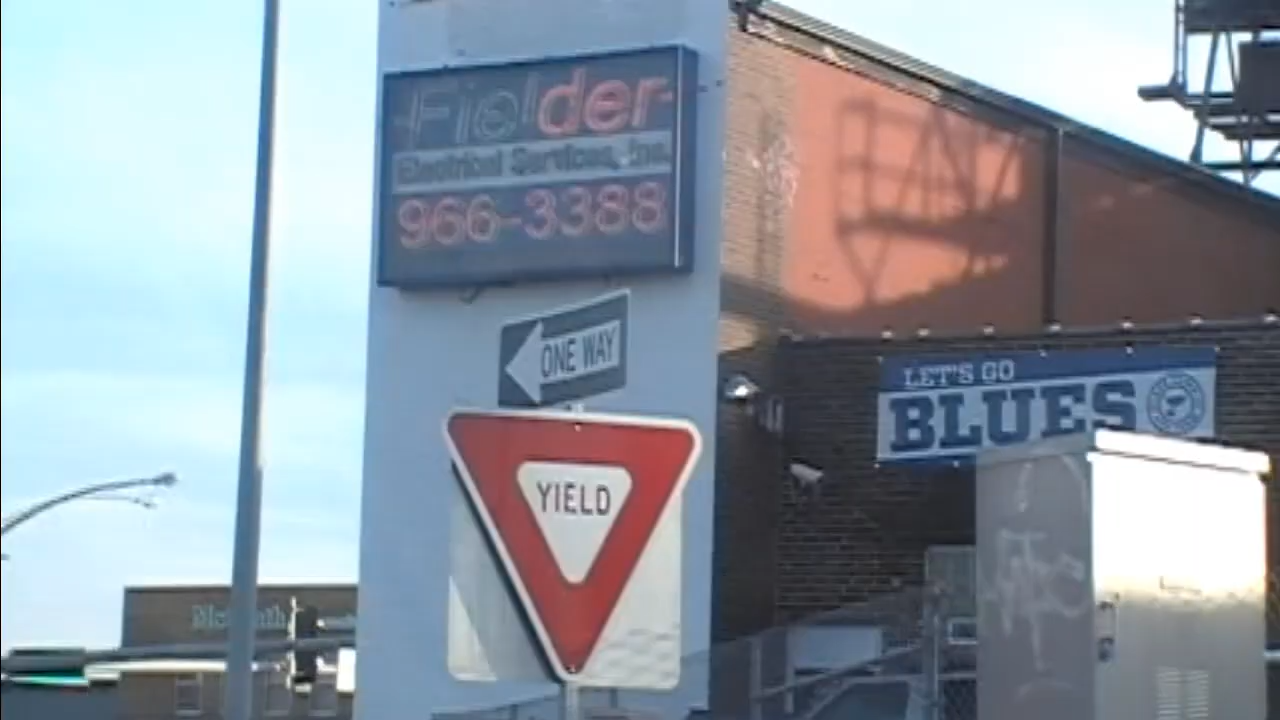 Fielder
Electrical Services, Inc.
966-3388
ONE WAY
YIELD
LET'S GO
BLUES